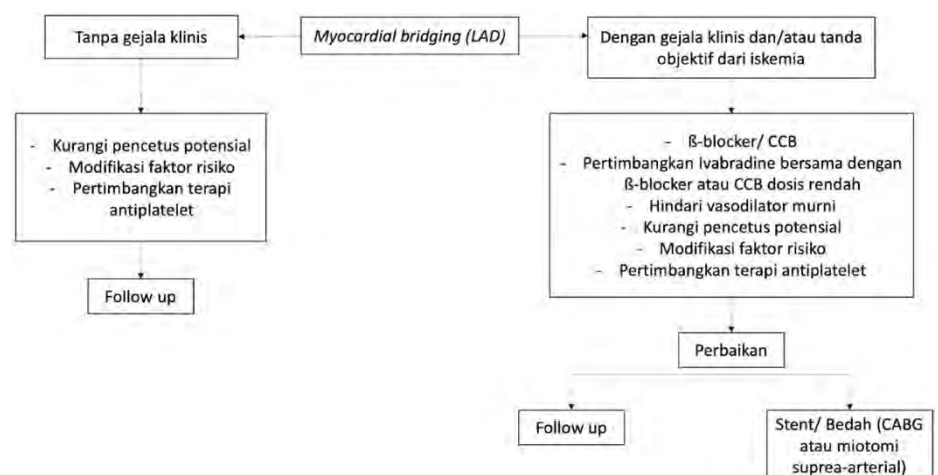 Tanpa gejala klinis
Myocardial bridging (LAD)
Dengan gejala klinis dan/atau tanda
objektif dari iskemia
- Kurangi pencetus potensial
- Modifikasi faktor risiko
- Pertimbangkan terapi
antiplatelet
- ß-blocker/ CCB
- Pertimbangkan Ivabradine bersama dengan
ß-blocker atau CCB dosis rendah
- Hindari vasodilator murni
- Kurangi pencetus potensial
- Modifikasi faktor risiko
- Pertimbangkan terapi antiplatelet
Follow up
Perbaikan
Follow up
Stent/ Bedah (CABG
atau miotomi
suprea-arterial)